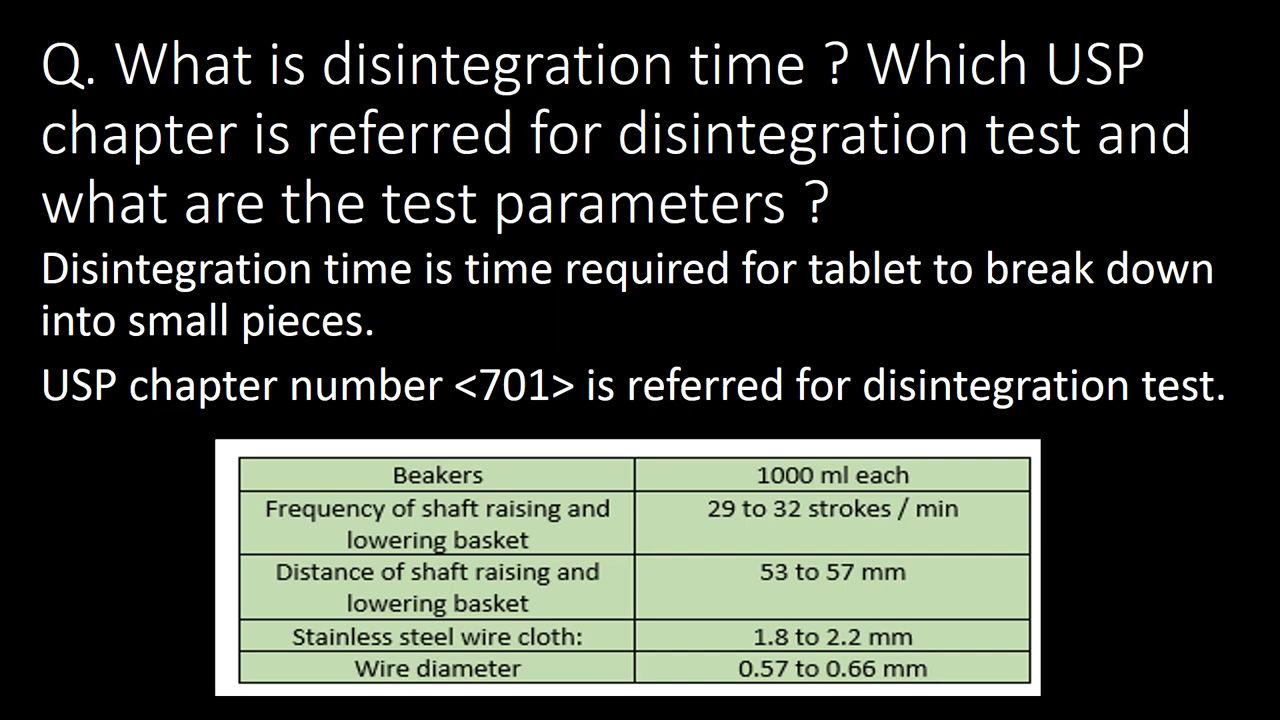 Q. What is disintegration time ? Which USP
chapter is referred for disintegration test and
what are the test parameters ?
Disintegration time is time required for tablet to break down
into small pieces.
USP chapter number <701> is referred for disintegration test.
Beakers 1000 ml each
Frequency of shaft raising and 29 to 32 strokes / min
lowering basket
Distance of shaft raising and 53 to 57 mm
lowering basket
Stainless steel wire cloth: 1.8 to 2.2 mm
Wire diameter 0.57 to 0.66 mm